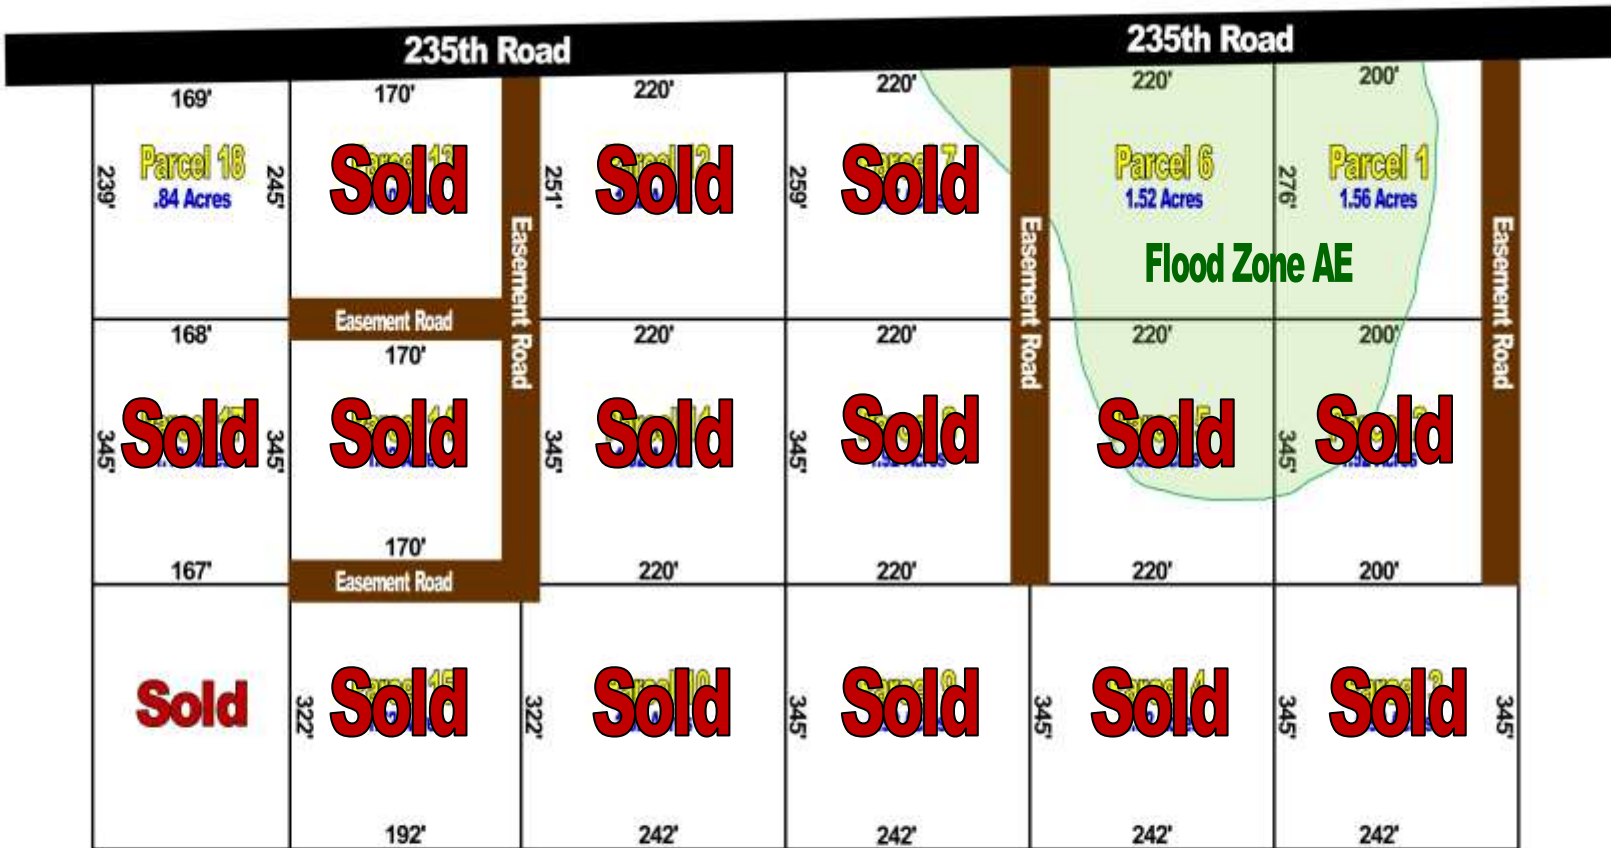 235th Road
235th Road
169'
170'
220'
220'
220'
200'
Parcel 18
.84 Acres
239'
245'
Sold
251'
Sold
259'
Sold
Parcel 6
1.52 Acres
276'
Parcel 1
1.56 Acres
Flood Zone AE
Easement Road
Easement Road
Easement Road
Easement Road
168'
170'
220'
220'
220'
200'
345'
Sold
345'
Sold
345'
Sold
345'
Sold
Sold
345'
Sold
167'
170'
220'
220'
220'
200'
Easement Road
Sold
322'
Sold
322'
Sold
345'
Sold
345'
Sold
345'
Sold
345'
192'
242'
242'
242'
242'